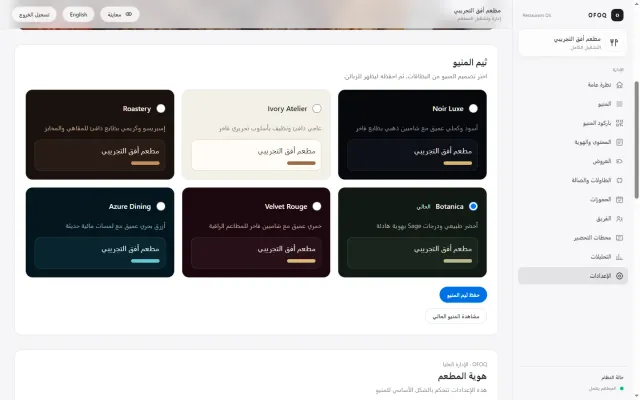 OFOQ
Restaurant OS
مطعم أفق التجريبي
التشغيل الكامل
الإدارة
نظرة عامة
المنيو
باركود المنيو
المحتوى والهوية
العروض
الطاولات والصالة
الحجوزات
الفريق
محطات التحضير
التحليلات
الإعدادات
حالة النظام
المطعم يعمل
مطعم أفق التجريبي
إدارة وتشغيل المطعم
معاينة
English
تسجيل الخروج
ثيم المنيو
اختر تصميم المنيو من البطاقات، ثم احفظه ليظهر للزبائن.
Noir Luxe
أسود وكحلي عميق مع شامبين ذهبي بطابع فاخر
مطعم أفق التجريبي
Ivory Atelier
عاجي دافئ ونظيف بأسلوب تحريري فاخر
مطعم أفق التجريبي
Roastery
إسبريسو وكريمي بطابع دافئ للمقاهي والمخابز
مطعم أفق التجريبي
Botanica الحالي
أخضر طبيعي ودرجات Sage بهوية هادئة
مطعم أفق التجريبي
Velvet Rouge
خمري عميق مع شامبين فاخر للمطاعم الراقية
مطعم أفق التجريبي
Azure Dining
أزرق بحري عميق مع لمسات مائية حديثة
مطعم أفق التجريبي
حفظ ثيم المنيو
مشاهدة المنيو الحالي
OFOQ · الإدارة العليا
هوية المطعم
هذه الإعدادات تتحكم بالشكل الأساسي للمنيو